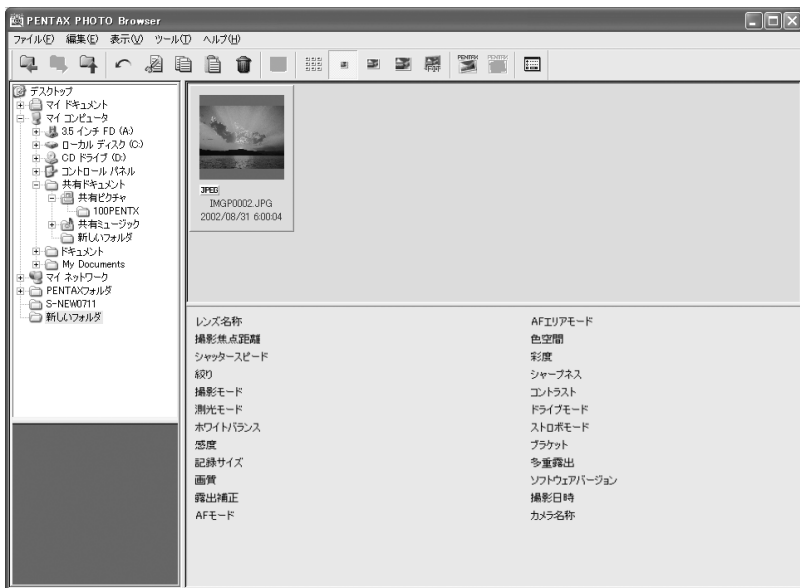 PENTAX PHOTO Browser
ファイル(F) 編集(E) 表示(V) ツール(T) ヘルプ(H)
デスクトップ
マイ ドキュメント
マイ コンピュータ
3.5 インチ FD (A:)
ローカル ディスク (C:)
CD ドライブ (D:)
コントロール パネル
共有ドキュメント
共有ピクチャ
100PENTX
共有ミュージック
新しいフォルダ
ドキュメント
My Documents
マイ ネットワーク
PENTAXフォルダ
S-NEW0711
新しいフォルダ
JPEG
IMGP0002.JPG
2002/08/31 6:00:04
レンズ名称
撮影焦点距離
シャッタースピード
絞り
撮影モード
測光モード
ホワイトバランス
感度
記録サイズ
画質
露出補正
AFモード
AFエリアモード
色空間
彩度
シャープネス
コントラスト
ドライブモード
ストロボモード
ブラケット
多重露出
ソフトウェアバージョン
撮影日時
カメラ名称